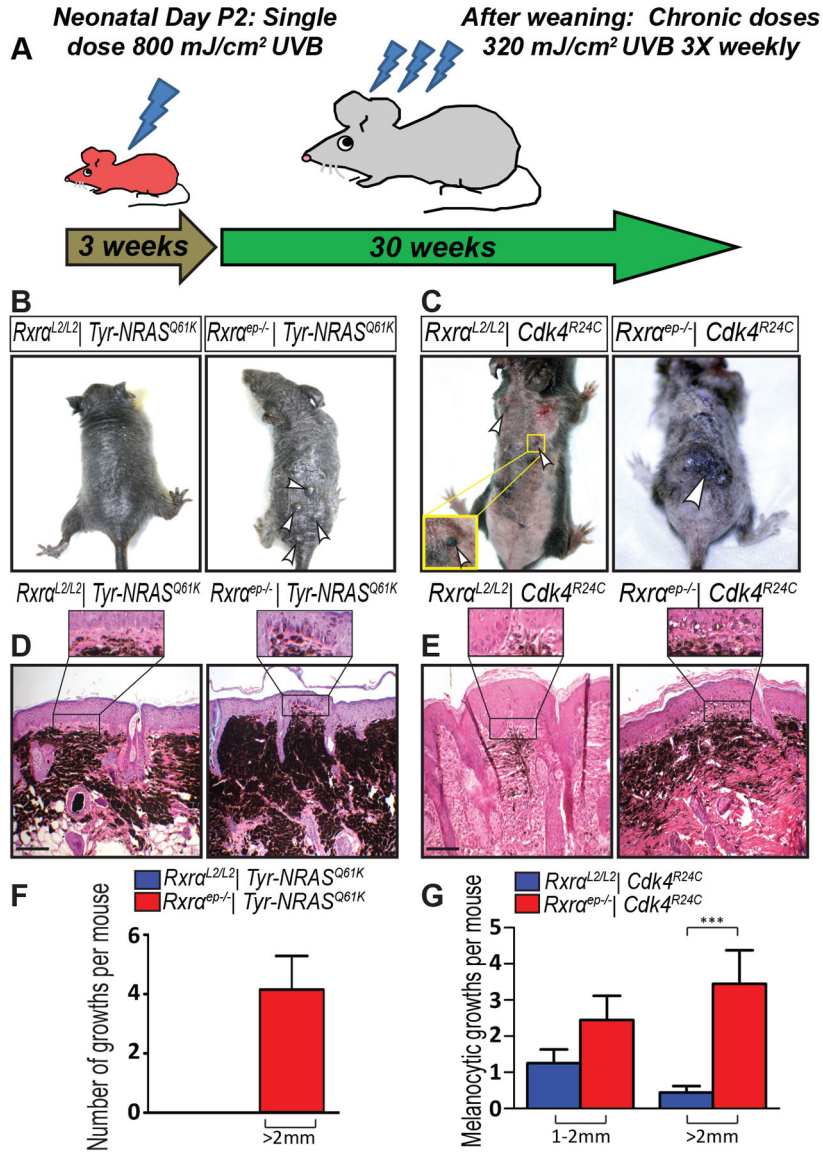 Neonatal Day P2: Single
dose 800 mJ/cm² UVB
After weaning: Chronic doses
320 mJ/cm² UVB 3X weekly
A
3 weeks
30 weeks
B
Rxrα^L2/L2| Tyr-NRAS^Q61K
Rxrα^ep-/-| Tyr-NRAS^Q61K
C
Rxrα^L2/L2| Cdk4^R24C
Rxrα^ep-/-| Cdk4^R24C
Rxrα^L2/L2| Tyr-NRAS^Q61K
Rxrα^ep-/-| Tyr-NRAS^Q61K
D
Rxrα^L2/L2| Cdk4^R24C
Rxrα^ep-/-| Cdk4^R24C
E
F
Rxrα^L2/L2| Tyr-NRAS^Q61K
Rxrα^ep-/-| Tyr-NRAS^Q61K
Number of growths per mouse
6
4
2
0
>2mm
G
Rxrα^L2/L2| Cdk4^R24C
Rxrα^ep-/-| Cdk4^R24C
Melanocytic growths per mouse
5
4
3
2
1
0
***
1-2mm
>2mm